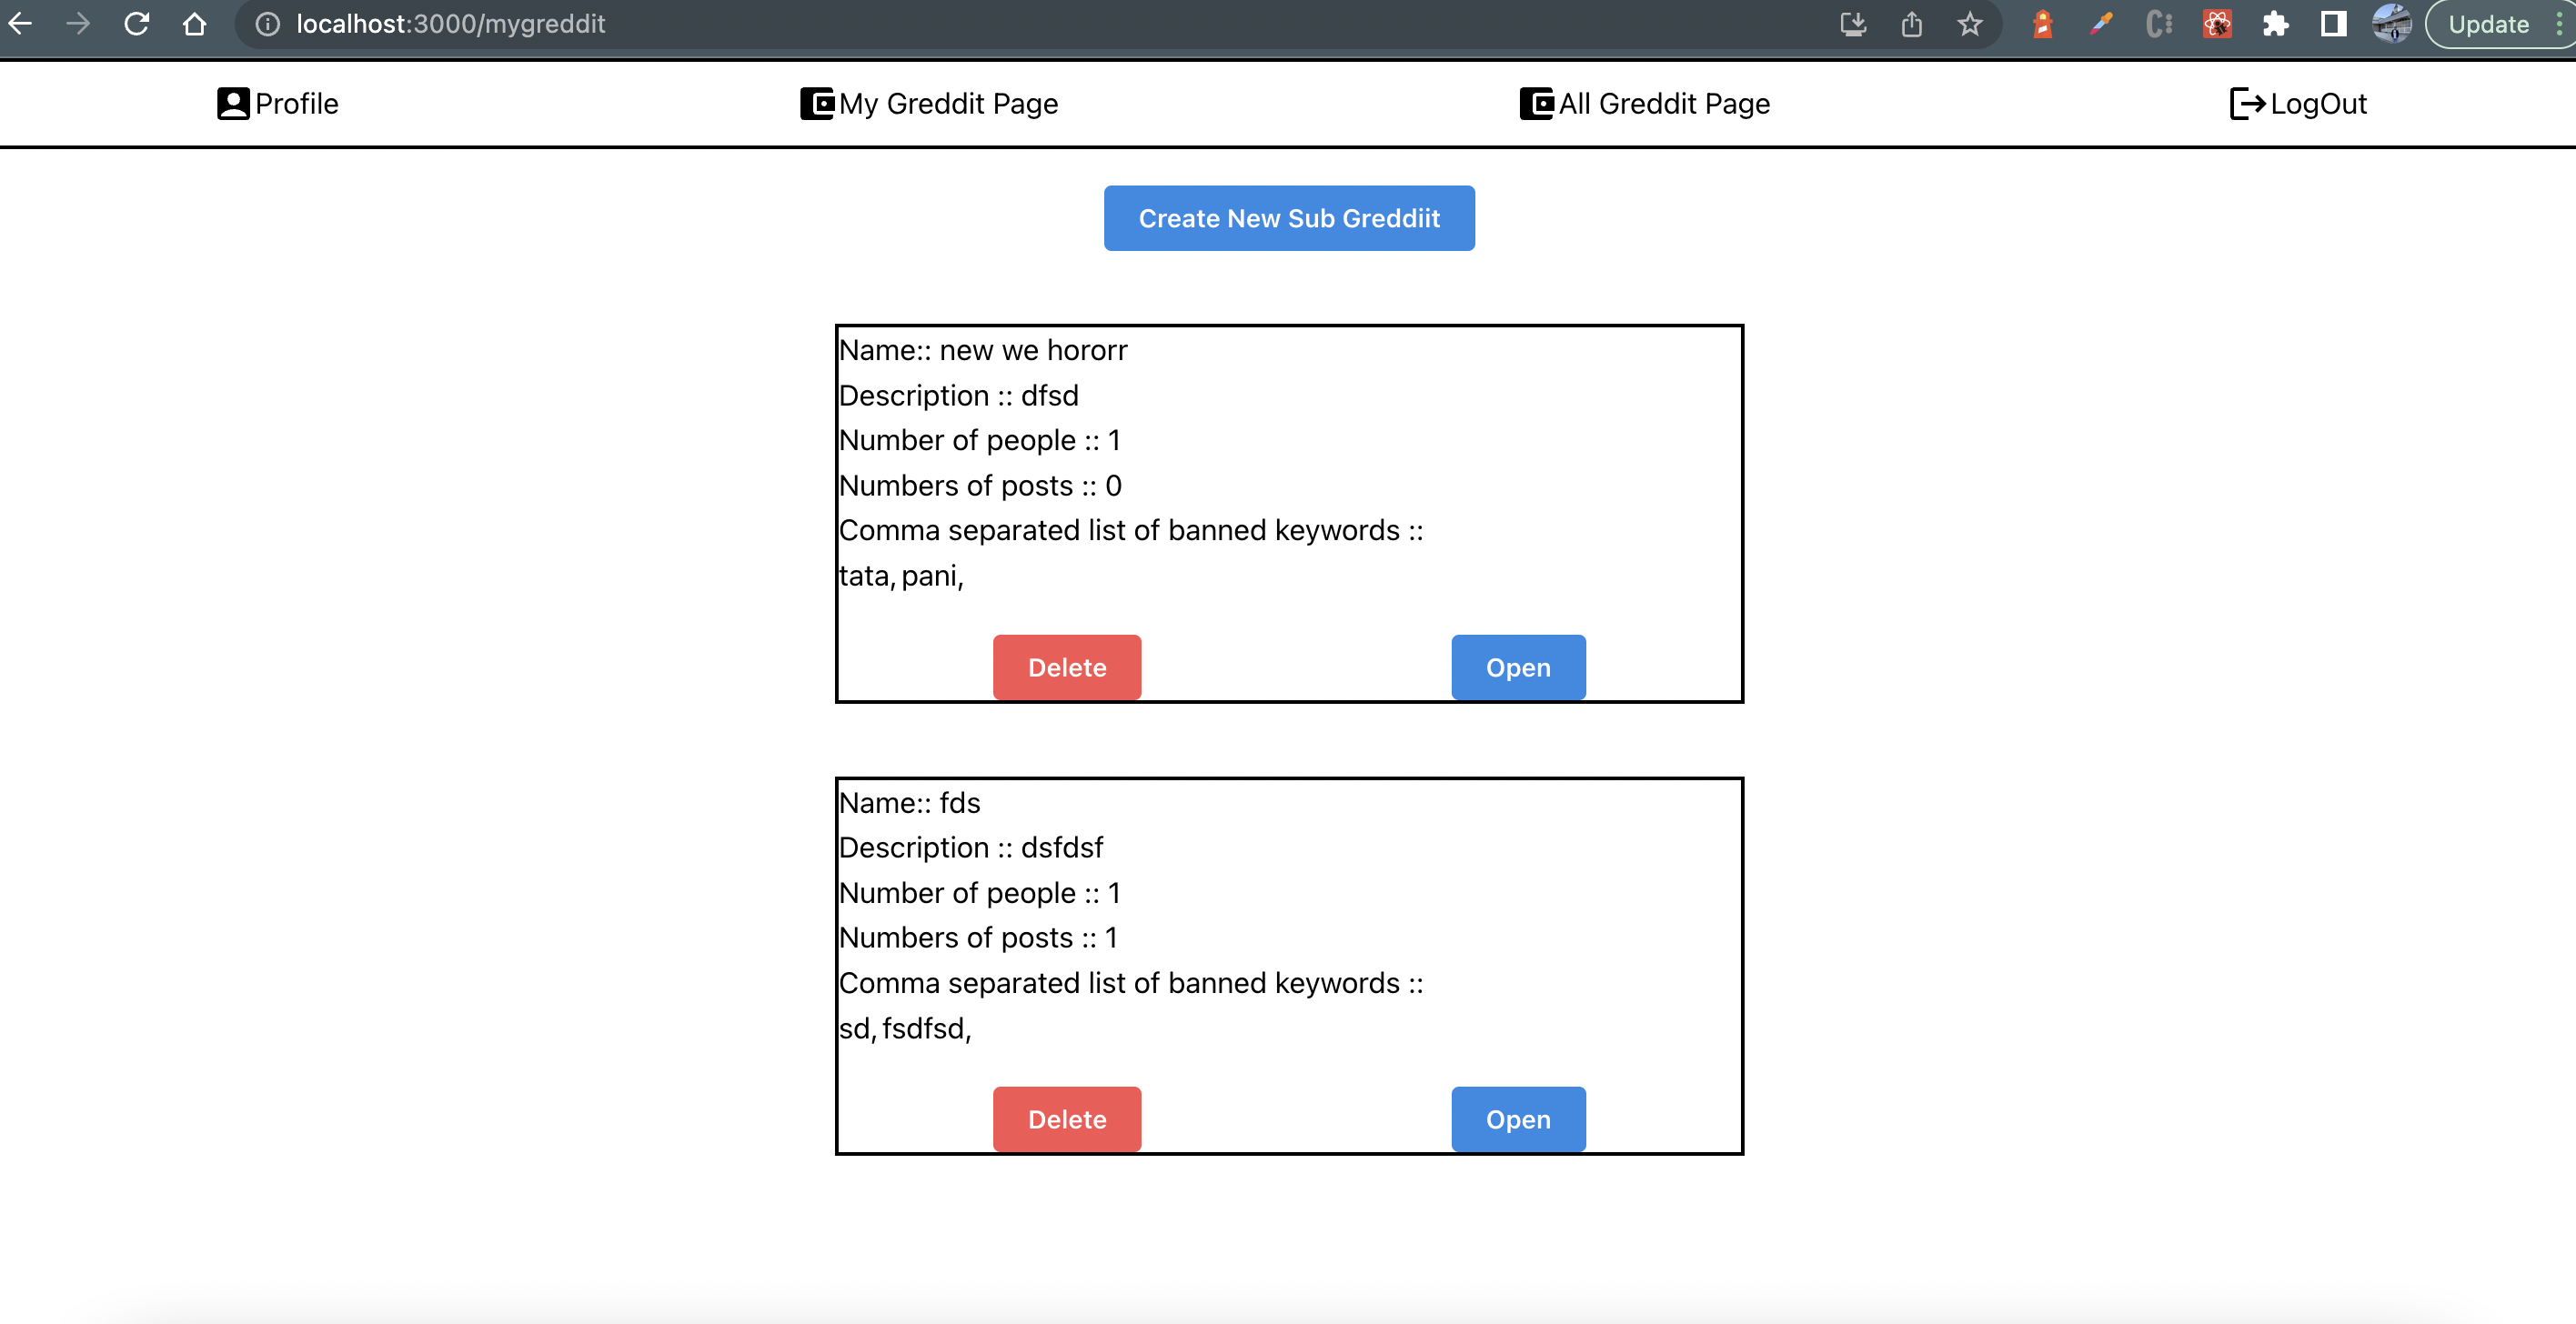 localhost:3000/mygreddit
Update
Profile
My Greddit Page
All Greddit Page
LogOut
Create New Sub Greddiit
Name:: new we hororr
Description :: dfsd
Number of people :: 1
Numbers of posts :: 0
Comma separated list of banned keywords ::
tata, pani,
Delete
Open
Name:: fds
Description :: dsfdsf
Number of people :: 1
Numbers of posts :: 1
Comma separated list of banned keywords ::
sd, fsdfsd,
Delete
Open